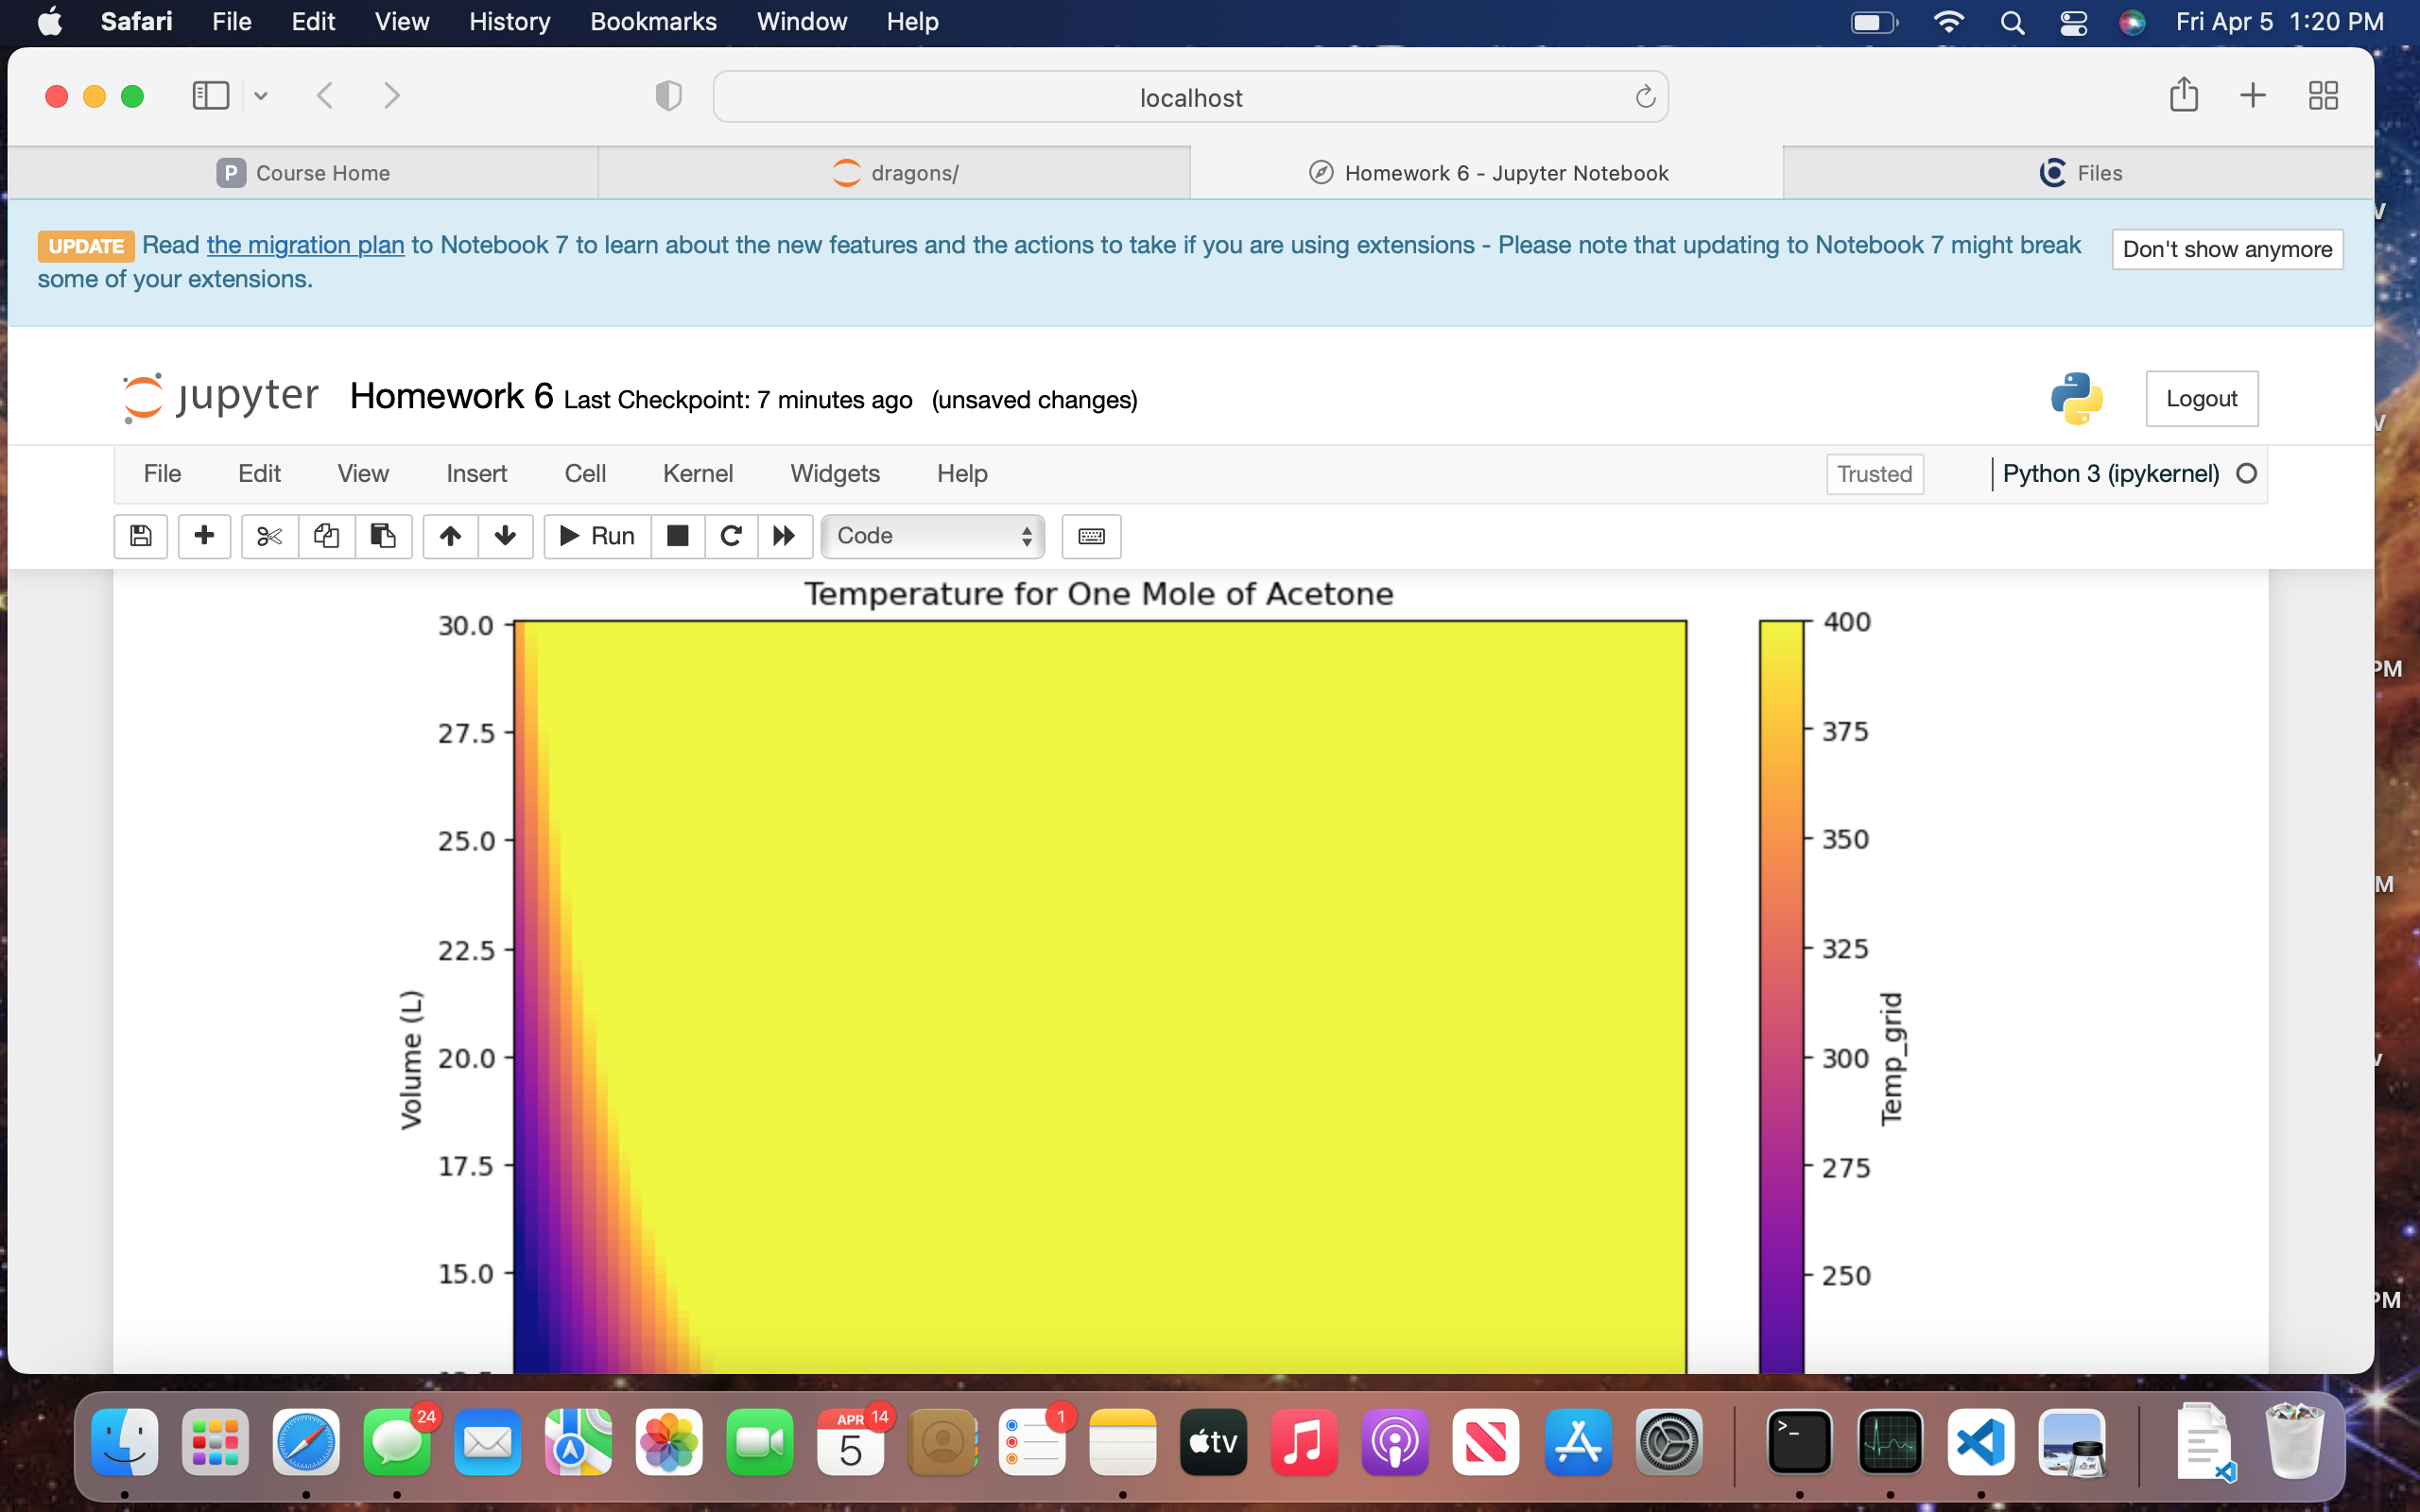 Safari File Edit View History Bookmarks Window Help Fri Apr 5 1:20 PM
localhost
P Course Home dragons/ Homework 6 - Jupyter Notebook Files
UPDATE Read the migration plan to Notebook 7 to learn about the new features and the actions to take if you are using extensions - Please note that updating to Notebook 7 might break
some of your extensions.
Don't show anymore
jupyter Homework 6 Last Checkpoint: 7 minutes ago (unsaved changes) Logout
File Edit View Insert Cell Kernel Widgets Help Trusted Python 3 (ipykernel)
Run Code
Temperature for One Mole of Acetone
30.0
27.5
25.0
22.5
20.0
17.5
15.0
Volume (L)
400
375
350
325
300
275
250
Temp_grid
PM
M
PM
24
APR 14
5
1
tv
>_